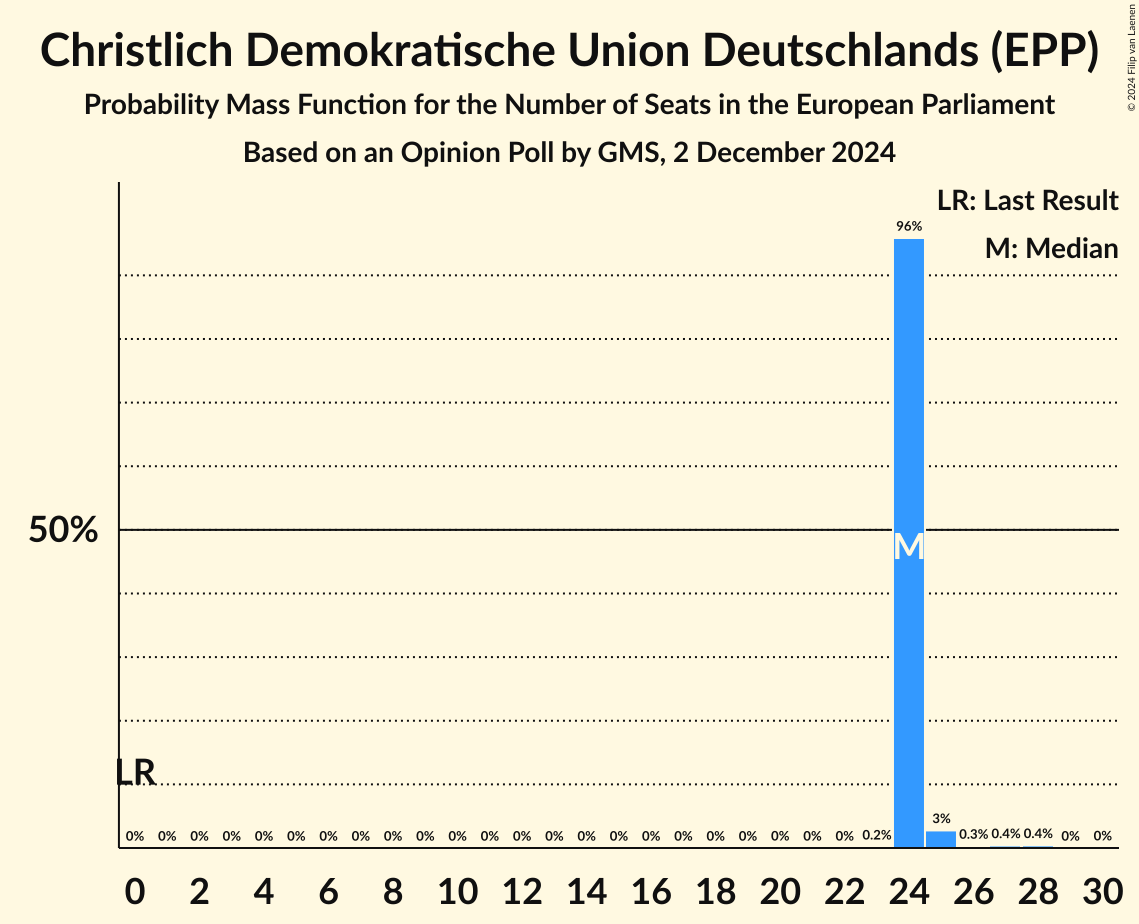 Christlich Demokratische Union Deutschlands (EPP)
Probability Mass Function for the Number of Seats in the European Parliament
Based on an Opinion Poll by GMS, 2 December 2024
© 2024 Filip van Laenen
LR: Last Result
M: Median
96%
50%
M
LR
0% 0% 0% 0% 0% 0% 0% 0% 0% 0% 0% 0% 0% 0% 0% 0% 0% 0% 0% 0% 0% 0% 0% 0.2% 3% 0.3% 0.4% 0.4% 0% 0%
0 2 4 6 8 10 12 14 16 18 20 22 24 26 28 30